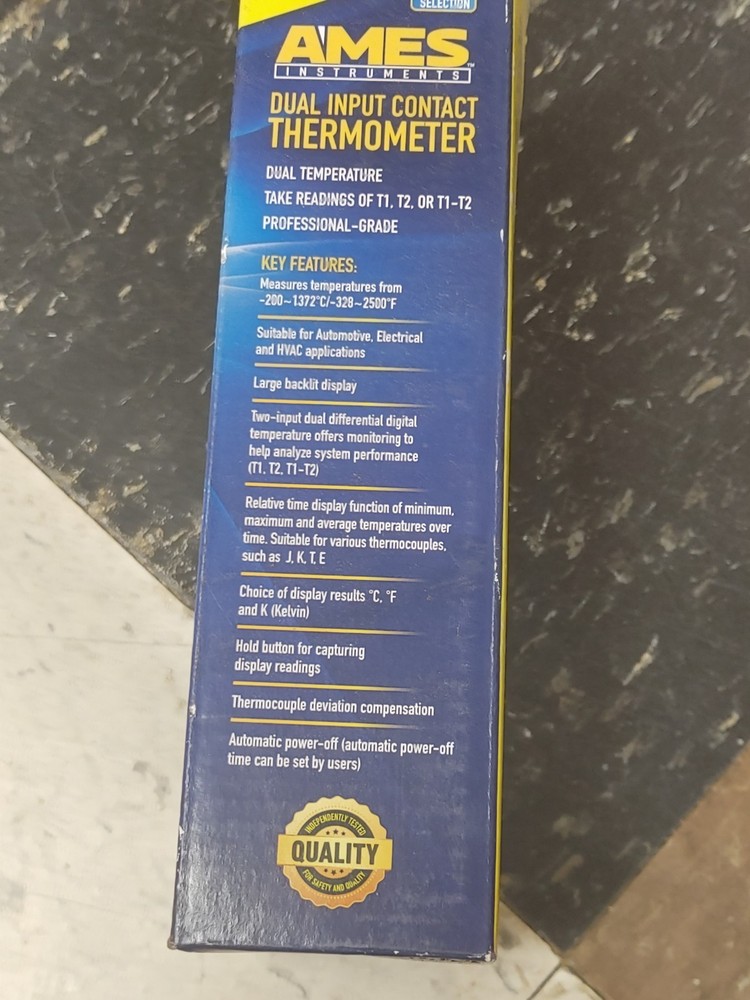 SELECTION
AMES
INSTRUMENTS™
DUAL INPUT CONTACT
THERMOMETER
DUAL TEMPERATURE
TAKE READINGS OF T1, T2, OR T1-T2
PROFESSIONAL-GRADE
KEY FEATURES:
Measures temperatures from
-200~1372°C/-328~2500°F
Suitable for Automotive, Electrical
and HVAC applications
Large backlit display
Two-input dual differential digital
temperature offers monitoring to
help analyze system performance
(T1, T2, T1-T2)
Relative time display function of minimum,
maximum and average temperatures over
time. Suitable for various thermocouples,
such as J, K, T, E
Choice of display results °C, °F
and K (Kelvin)
Hold button for capturing
display readings
Thermocouple deviation compensation
Automatic power-off (automatic power-off
time can be set by users)
INDEPENDENTLY TESTED
QUALITY
FOR SAFETY AND QUALITY